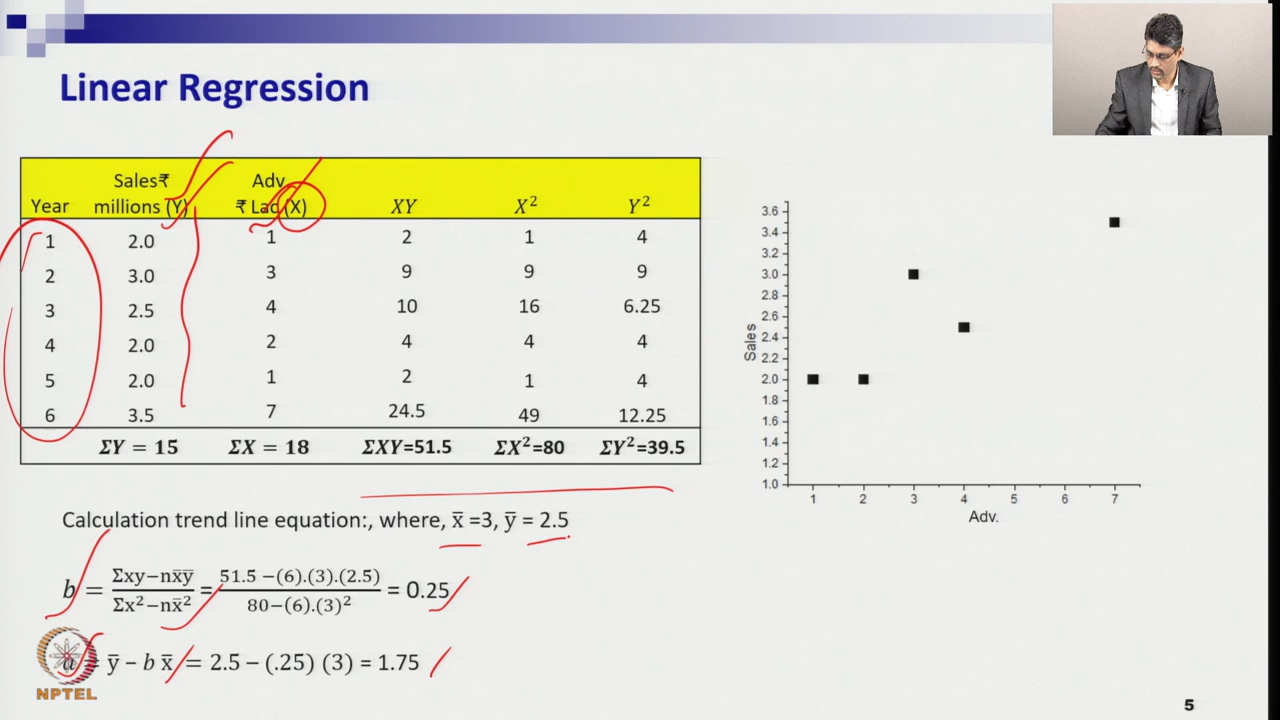 Linear Regression
Year Sales₹ millions (Y) Adv ₹ Lac (X) XY X² Y²
1 2.0 1 2 1 4
2 3.0 3 9 9 9
3 2.5 4 10 16 6.25
4 2.0 2 4 4 4
5 2.0 1 2 1 4
6 3.5 7 24.5 49 12.25
ΣY = 15 ΣX = 18 ΣXY=51.5 ΣX²=80 ΣY²=39.5
Calculation trend line equation:, where, x̅ =3, y̅ = 2.5
b = (Σxy−nx̅y̅)/(Σx²−nx̅²) = (51.5 −(6).(3).(2.5))/(80−(6).(3)²) = 0.25
a = y̅ − b x̅ = 2.5 − (.25) (3) = 1.75
NPTEL
Sales
3.6
3.4
3.2
3.0
2.8
2.6
2.4
2.2
2.0
1.8
1.6
1.4
1.2
1.0
1 2 3 4 5 6 7
Adv.
5